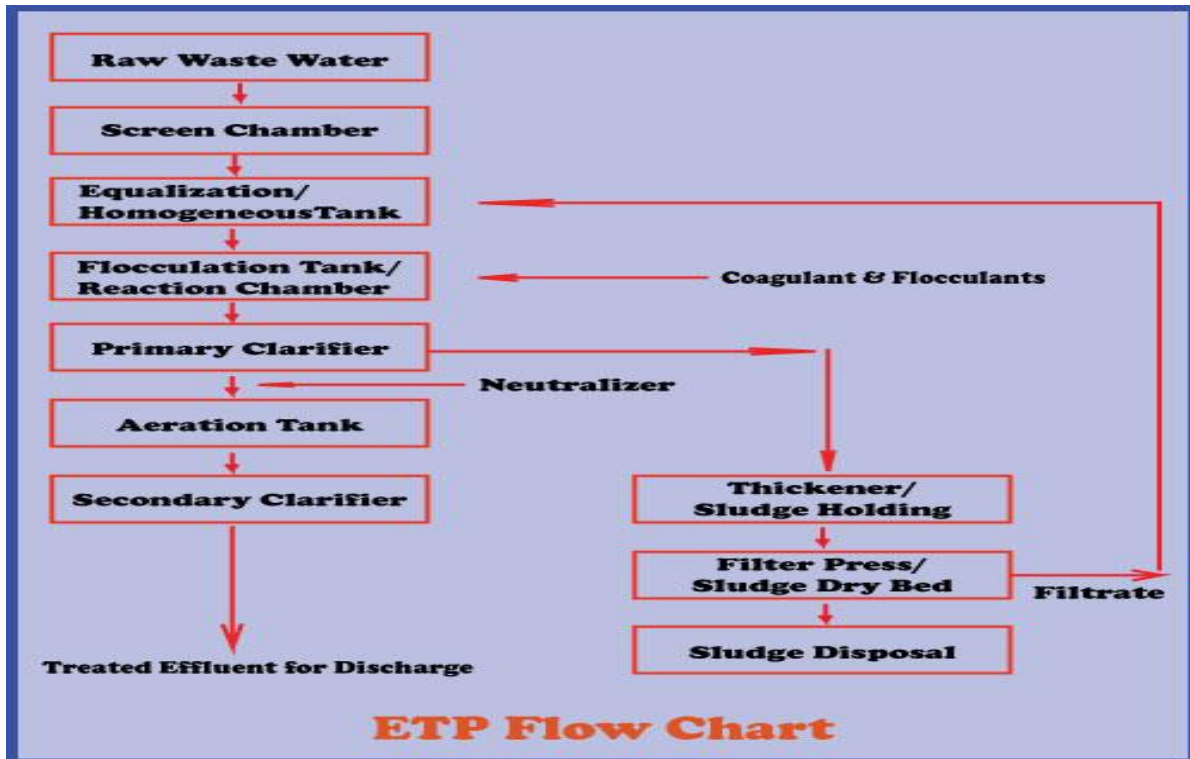 Raw Waste Water
Screen Chamber
Equalization/
HomogeneousTank
Flocculation Tank/
Reaction Chamber
Coagulant & Flocculants
Primary Clarifier
Neutralizer
Aeration Tank
Secondary Clarifier
Thickener/
Sludge Holding
Filter Press/
Sludge Dry Bed
Filtrate
Sludge Disposal
Treated Effluent for Discharge
ETP Flow Chart